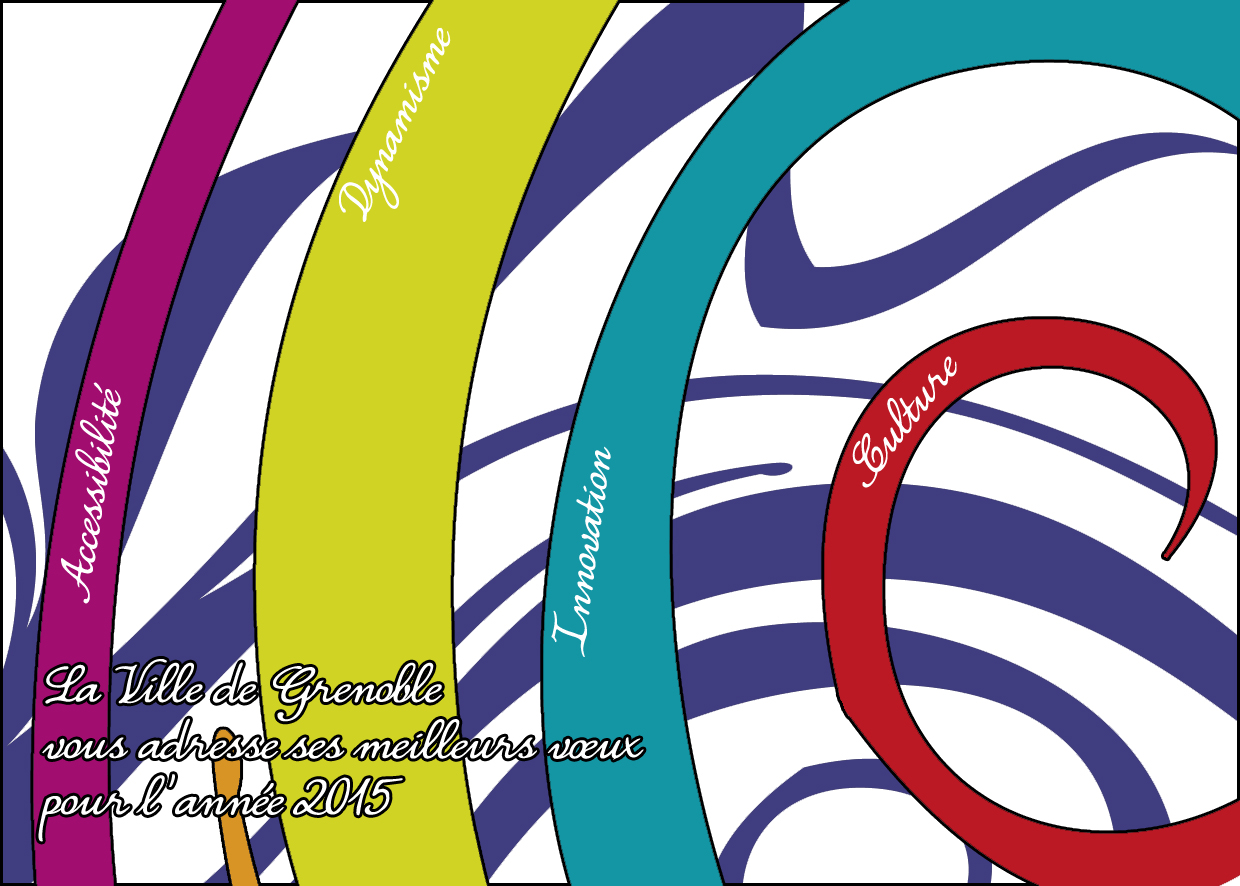 Dynamisme
Culture
Accessibilité
Innovation
La Ville de Grenoble
vous adresse ses meilleurs vœux
pour l'année 2015